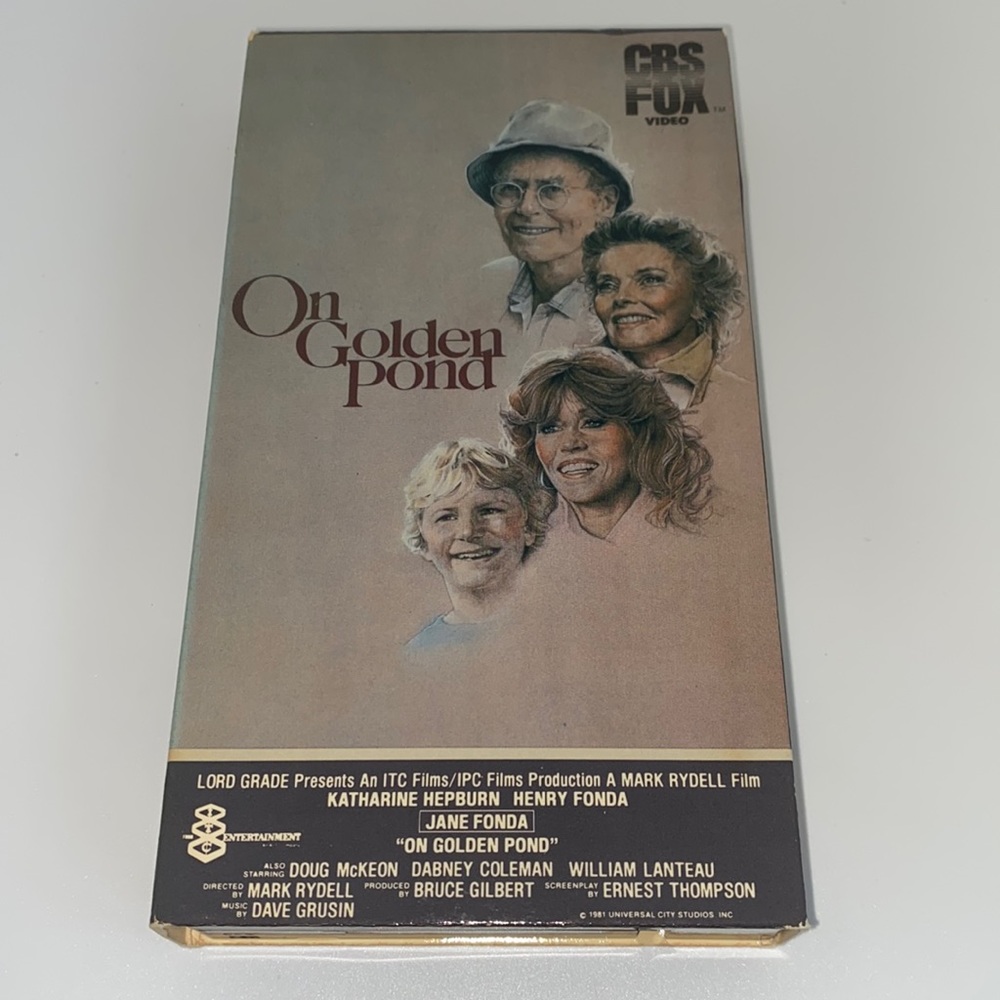 CBS
FOX
VIDEO
TM
On
Golden
Pond
LORD GRADE Presents An ITC Films/IPC Films Production A MARK RYDELL Film
KATHARINE HEPBURN HENRY FONDA
JANE FONDA
"ON GOLDEN POND"
ITC
ENTERTAINMENT
ALSO STARRING DOUG McKEON DABNEY COLEMAN WILLIAM LANTEAU
DIRECTED BY MARK RYDELL PRODUCED BY BRUCE GILBERT SCREENPLAY BY ERNEST THOMPSON
MUSIC BY DAVE GRUSIN
© 1981 UNIVERSAL CITY STUDIOS INC